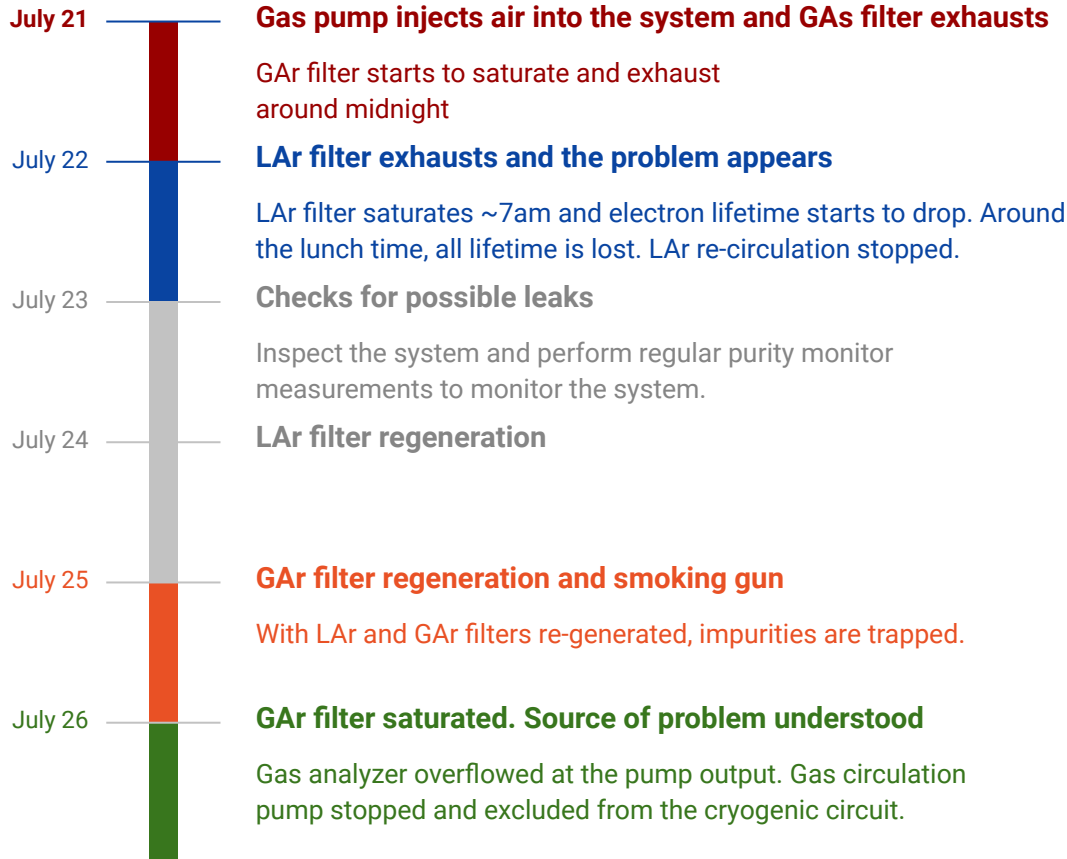 July 21
Gas pump injects air into the system and GAs filter exhausts
GAr filter starts to saturate and exhaust
around midnight
July 22
LAr filter exhausts and the problem appears
LAr filter saturates ~7am and electron lifetime starts to drop. Around
the lunch time, all lifetime is lost. LAr re-circulation stopped.
July 23
Checks for possible leaks
Inspect the system and perform regular purity monitor
measurements to monitor the system.
July 24
LAr filter regeneration
July 25
GAr filter regeneration and smoking gun
With LAr and GAr filters re-generated, impurities are trapped.
July 26
GAr filter saturated. Source of problem understood
Gas analyzer overflowed at the pump output. Gas circulation
pump stopped and excluded from the cryogenic circuit.